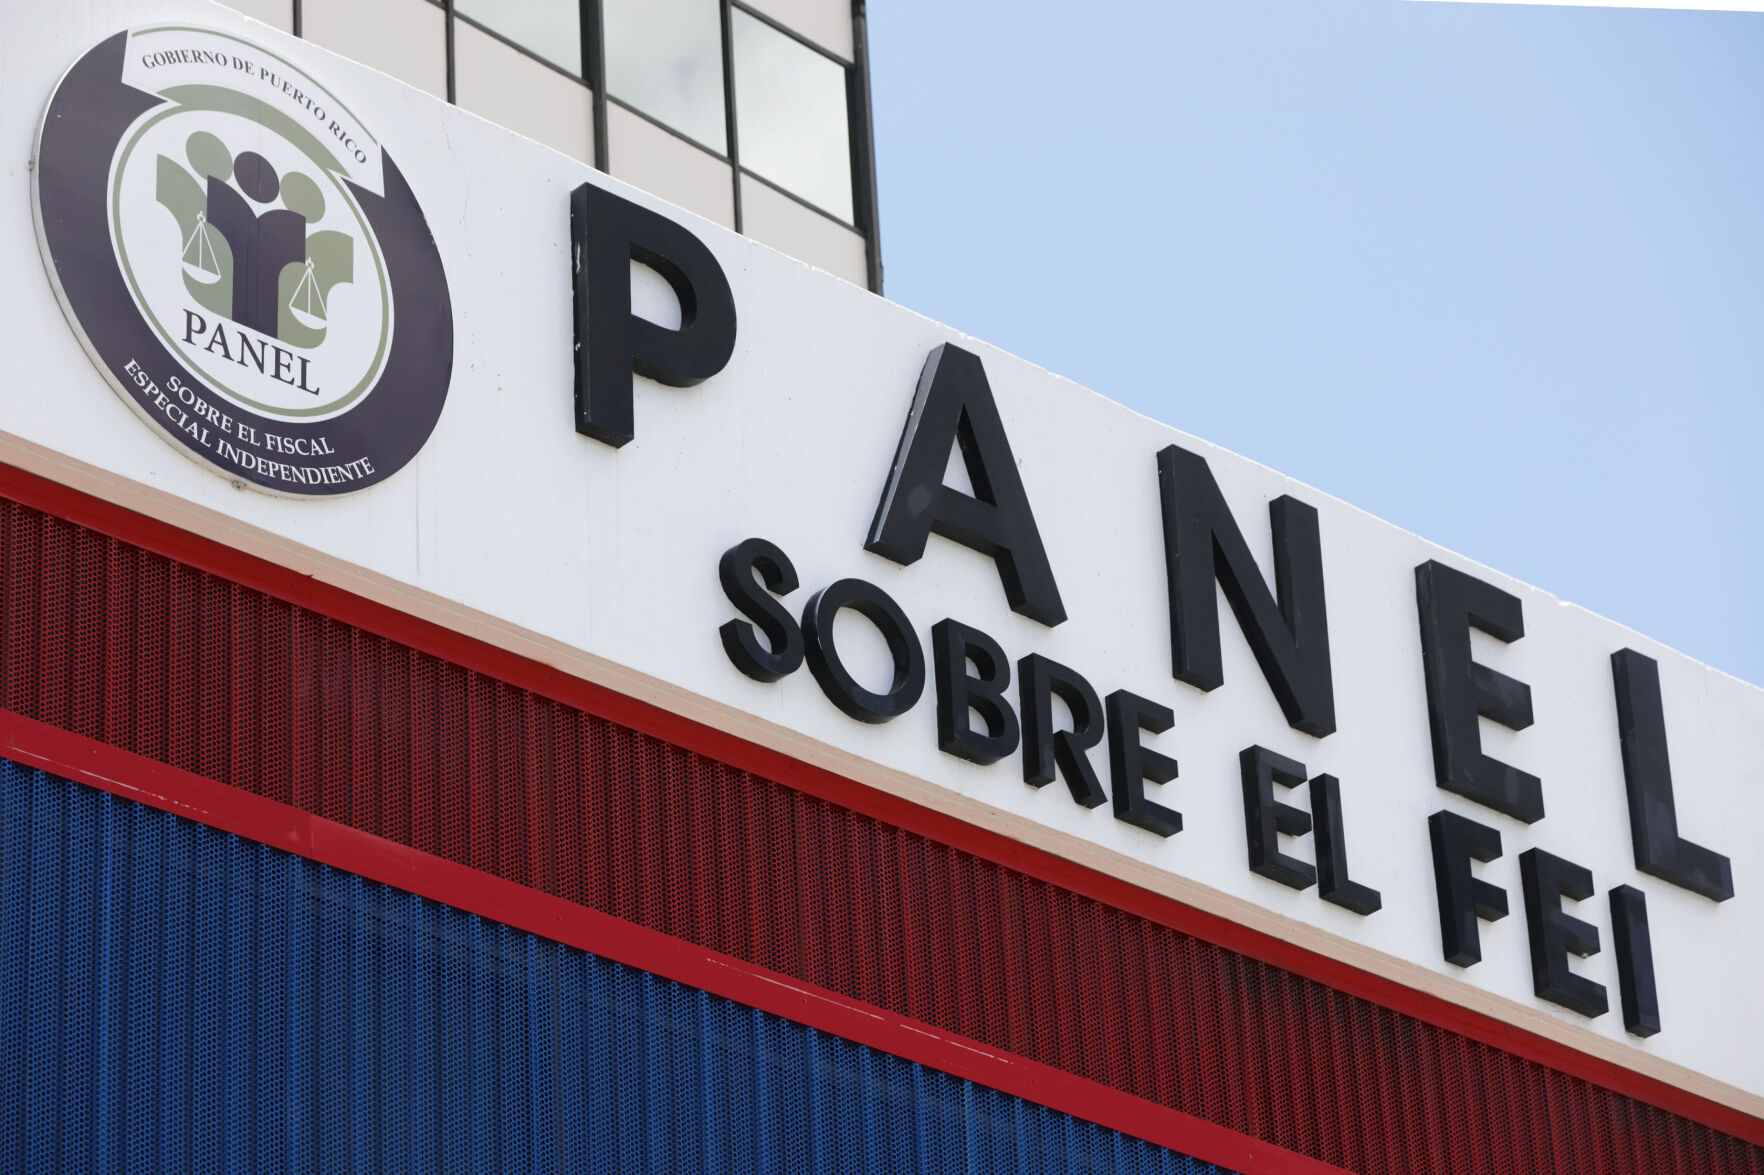 GOBIERNO DE PUERTO RICO
PANEL
SOBRE EL FISCAL
ESPECIAL INDEPENDIENTE
PANEL
SOBRE EL FEI